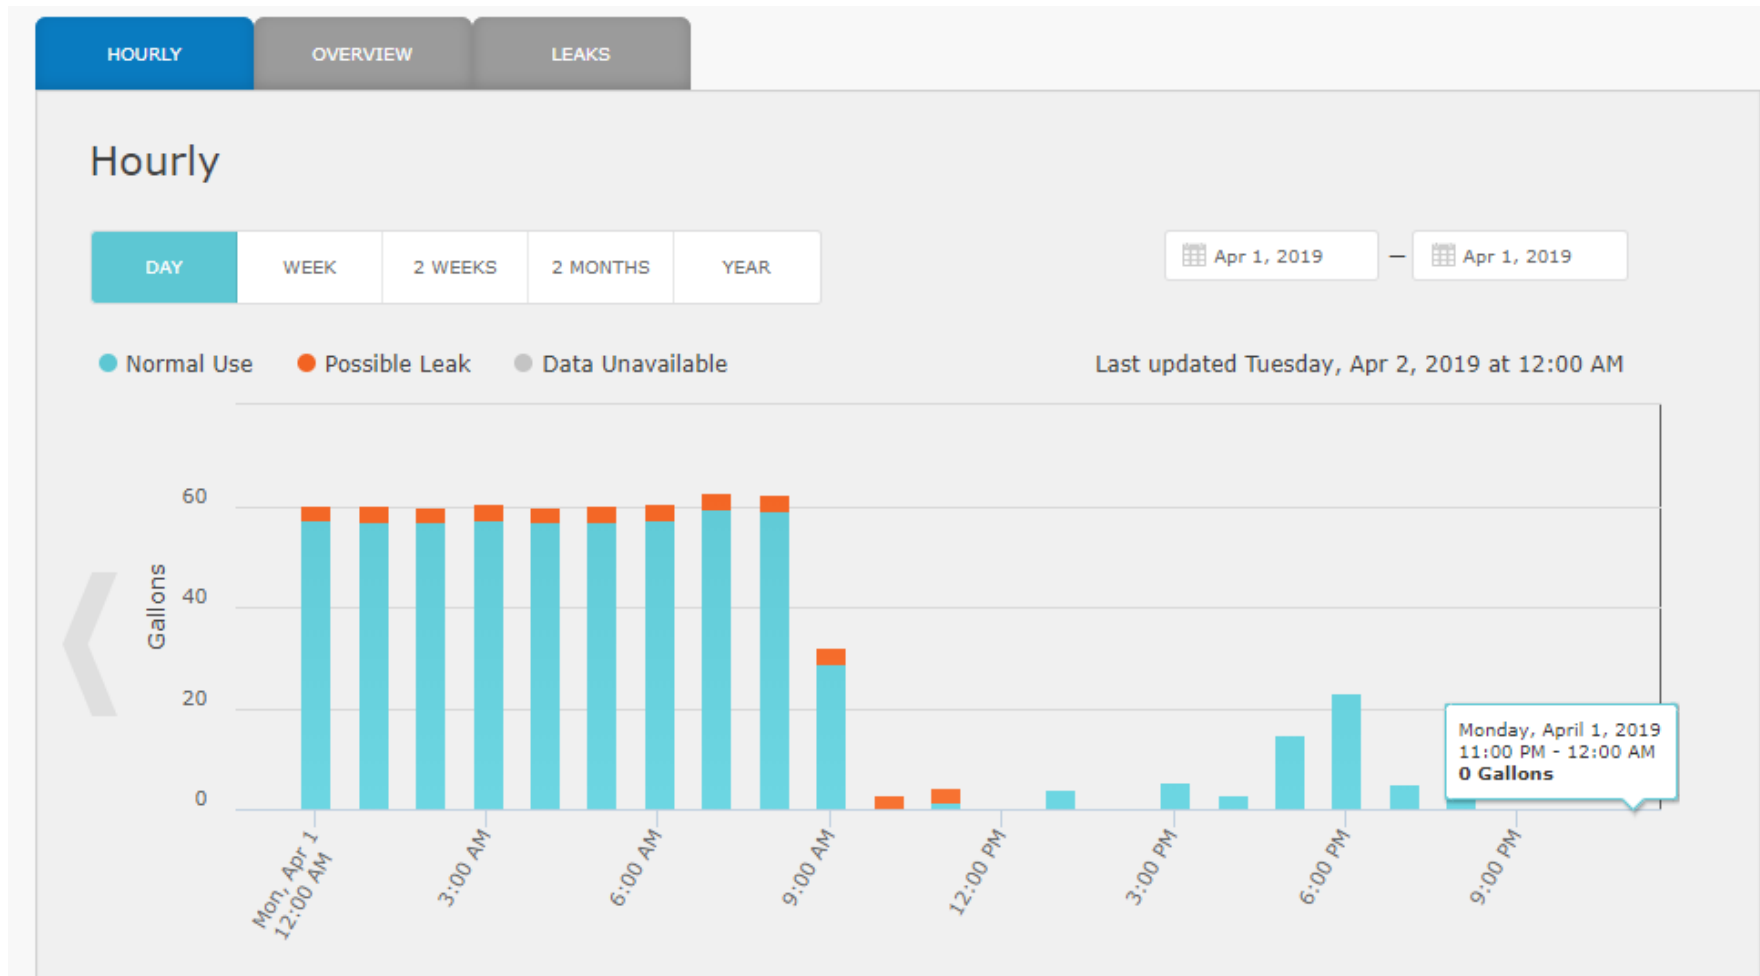 HOURLY
OVERVIEW
LEAKS
Hourly
DAY
WEEK
2 WEEKS
2 MONTHS
YEAR
Apr 1, 2019
—
Apr 1, 2019
Normal Use
Possible Leak
Data Unavailable
Last updated Tuesday, Apr 2, 2019 at 12:00 AM
Gallons
60
40
20
0
Monday, April 1, 2019
11:00 PM - 12:00 AM
0 Gallons
Mon, Apr 1
12:00 AM
3:00 AM
6:00 AM
9:00 AM
12:00 PM
3:00 PM
6:00 PM
9:00 PM